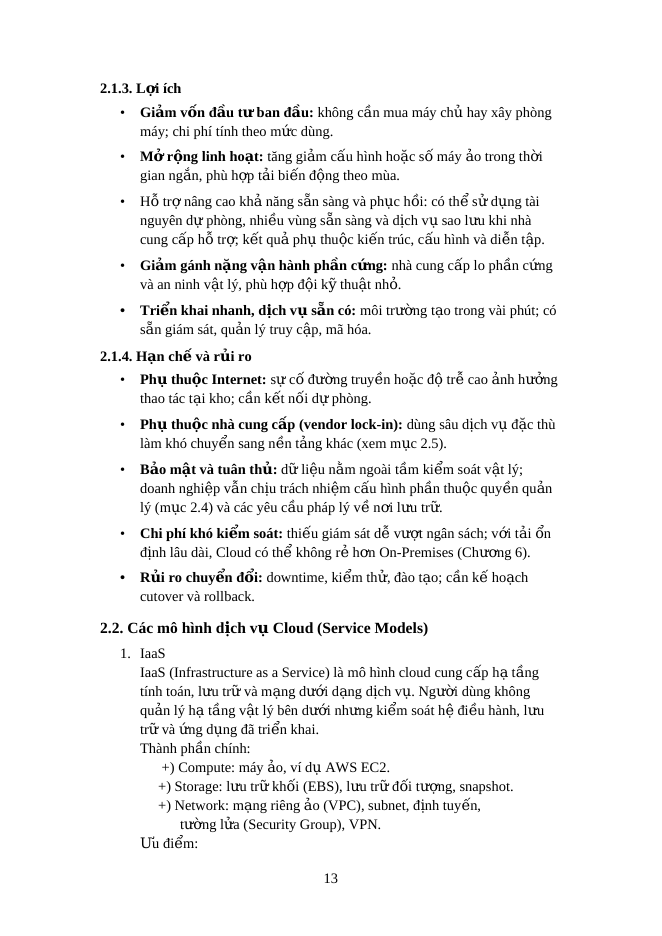 2.1.3. Lợi ích
• Giảm vốn đầu tư ban đầu: không cần mua máy chủ hay xây phòng
máy; chi phí tính theo mức dùng.
• Mở rộng linh hoạt: tăng giảm cấu hình hoặc số máy ảo trong thời
gian ngắn, phù hợp tải biến động theo mùa.
• Hỗ trợ nâng cao khả năng sẵn sàng và phục hồi: có thể sử dụng tài
nguyên dự phòng, nhiều vùng sẵn sàng và dịch vụ sao lưu khi nhà
cung cấp hỗ trợ; kết quả phụ thuộc kiến trúc, cấu hình và diễn tập.
• Giảm gánh nặng vận hành phần cứng: nhà cung cấp lo phần cứng
và an ninh vật lý, phù hợp đội kỹ thuật nhỏ.
• Triển khai nhanh, dịch vụ sẵn có: môi trường tạo trong vài phút; có
sẵn giám sát, quản lý truy cập, mã hóa.
2.1.4. Hạn chế và rủi ro
• Phụ thuộc Internet: sự cố đường truyền hoặc độ trễ cao ảnh hưởng
thao tác tại kho; cần kết nối dự phòng.
• Phụ thuộc nhà cung cấp (vendor lock-in): dùng sâu dịch vụ đặc thù
làm khó chuyển sang nền tảng khác (xem mục 2.5).
• Bảo mật và tuân thủ: dữ liệu nằm ngoài tầm kiểm soát vật lý;
doanh nghiệp vẫn chịu trách nhiệm cấu hình phần thuộc quyền quản
lý (mục 2.4) và các yêu cầu pháp lý về nơi lưu trữ.
• Chi phí khó kiểm soát: thiếu giám sát dễ vượt ngân sách; với tải ổn
định lâu dài, Cloud có thể không rẻ hơn On-Premises (Chương 6).
• Rủi ro chuyển đổi: downtime, kiểm thử, đào tạo; cần kế hoạch
cutover và rollback.
2.2. Các mô hình dịch vụ Cloud (Service Models)
1. IaaS
IaaS (Infrastructure as a Service) là mô hình cloud cung cấp hạ tầng
tính toán, lưu trữ và mạng dưới dạng dịch vụ. Người dùng không
quản lý hạ tầng vật lý bên dưới nhưng kiểm soát hệ điều hành, lưu
trữ và ứng dụng đã triển khai.
Thành phần chính:
+) Compute: máy ảo, ví dụ AWS EC2.
+) Storage: lưu trữ khối (EBS), lưu trữ đối tượng, snapshot.
+) Network: mạng riêng ảo (VPC), subnet, định tuyến,
tường lửa (Security Group), VPN.
Ưu điểm:
13